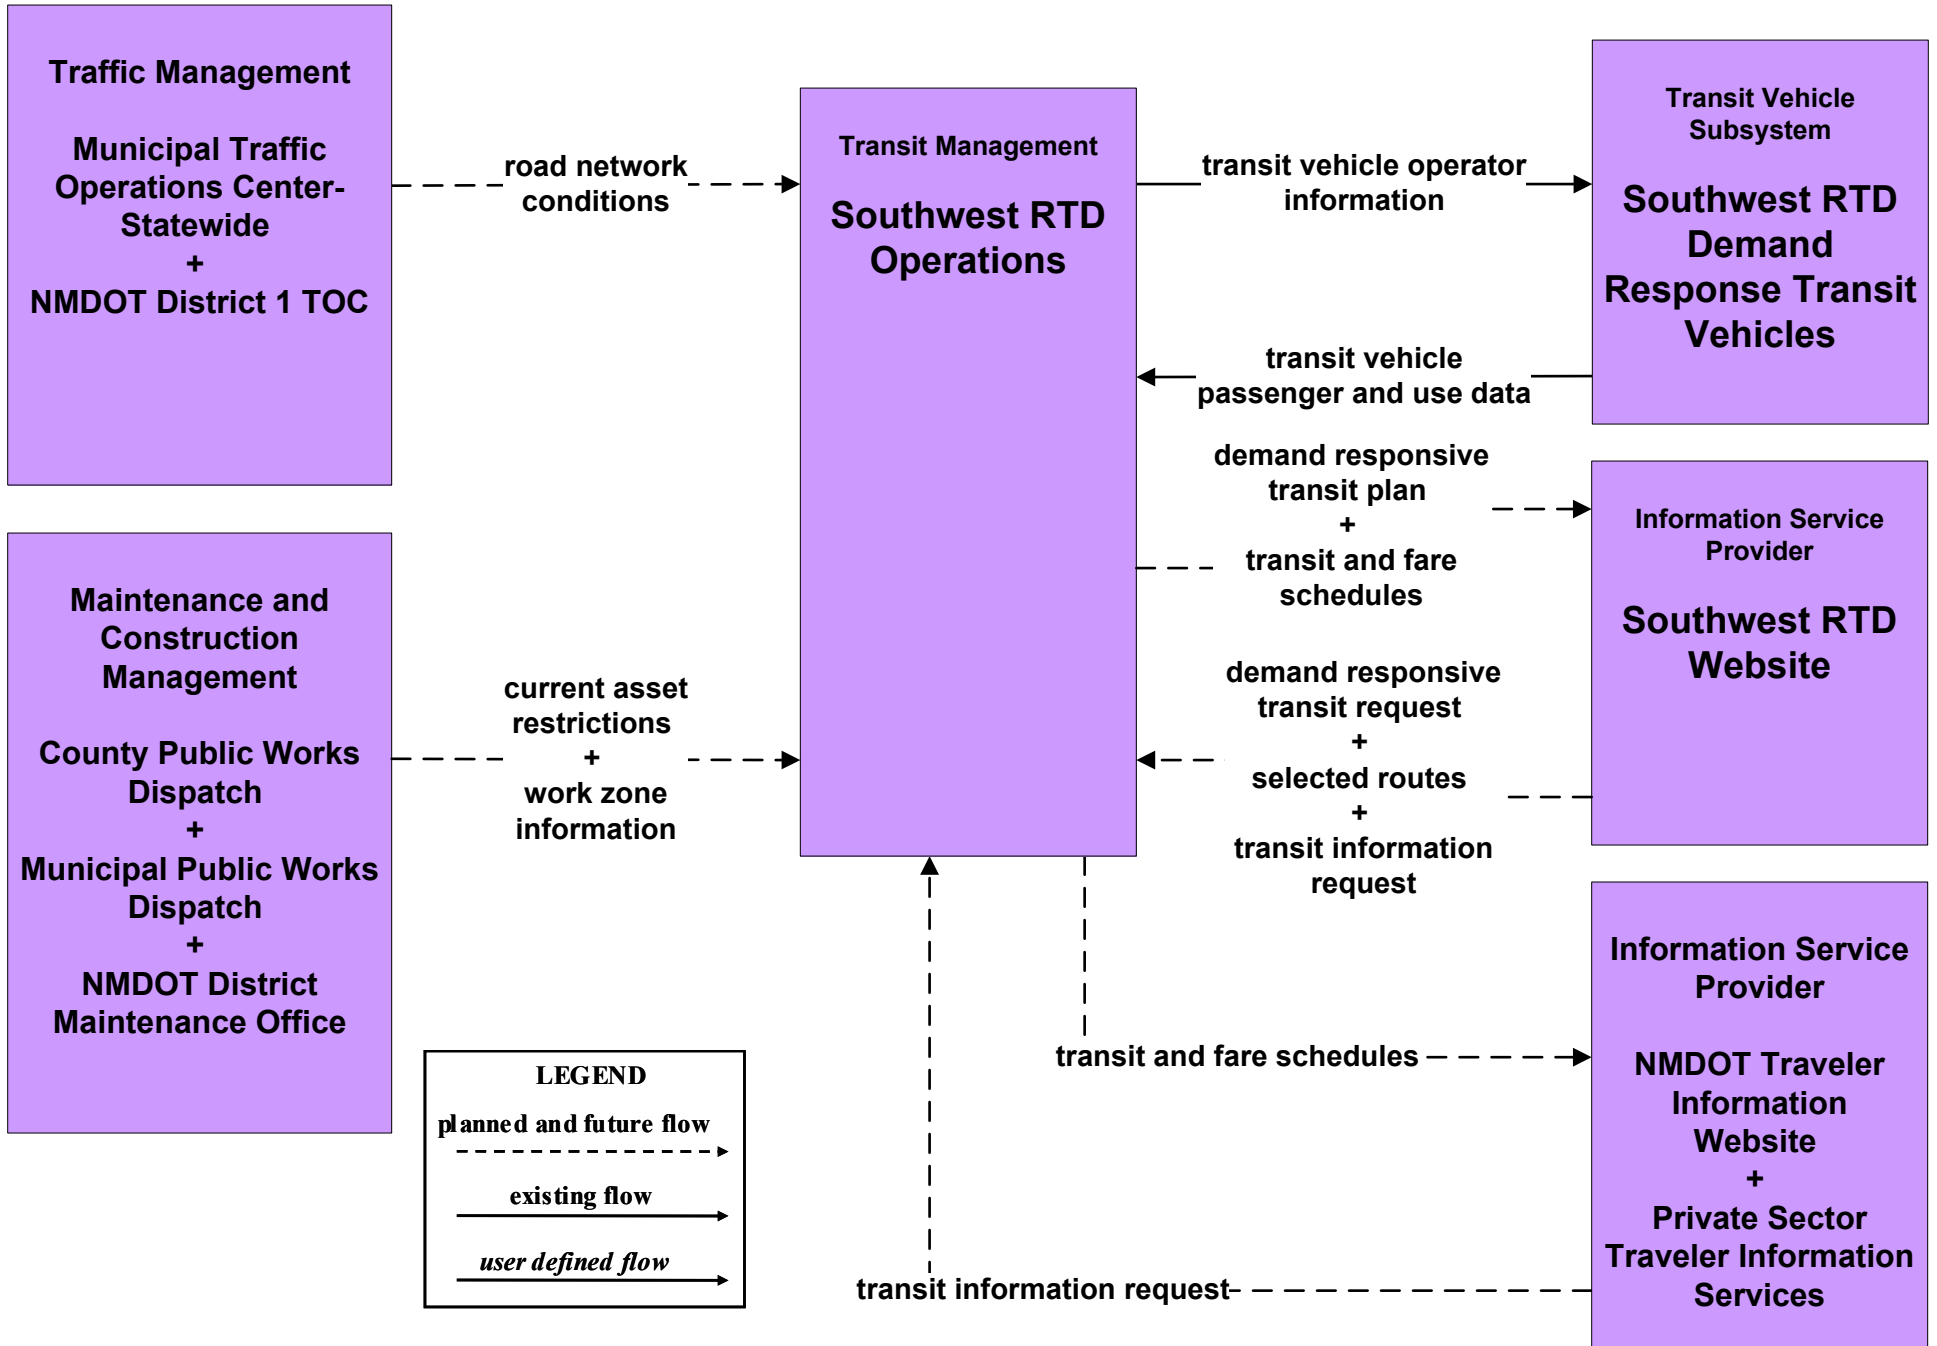 Traffic Management
Municipal Traffic
Operations Center-
Statewide
+
NMDOT District 1 TOC
road network
conditions
Transit Management
Southwest RTD
Operations
transit vehicle operator
information
Transit Vehicle
Subsystem
Southwest RTD
Demand
Response Transit
Vehicles
transit vehicle
passenger and use data
demand responsive
transit plan
+
transit and fare
schedules
Information Service
Provider
Southwest RTD
Website
Maintenance and
Construction
Management
County Public Works
Dispatch
+
Municipal Public Works
Dispatch
+
NMDOT District
Maintenance Office
current asset
restrictions
+
work zone
information
demand responsive
transit request
+
selected routes
+
transit information
request
Information Service
Provider
NMDOT Traveler
Information
Website
+
Private Sector
Traveler Information
Services
transit and fare schedules
transit information request
LEGEND
planned and future flow
existing flow
user defined flow